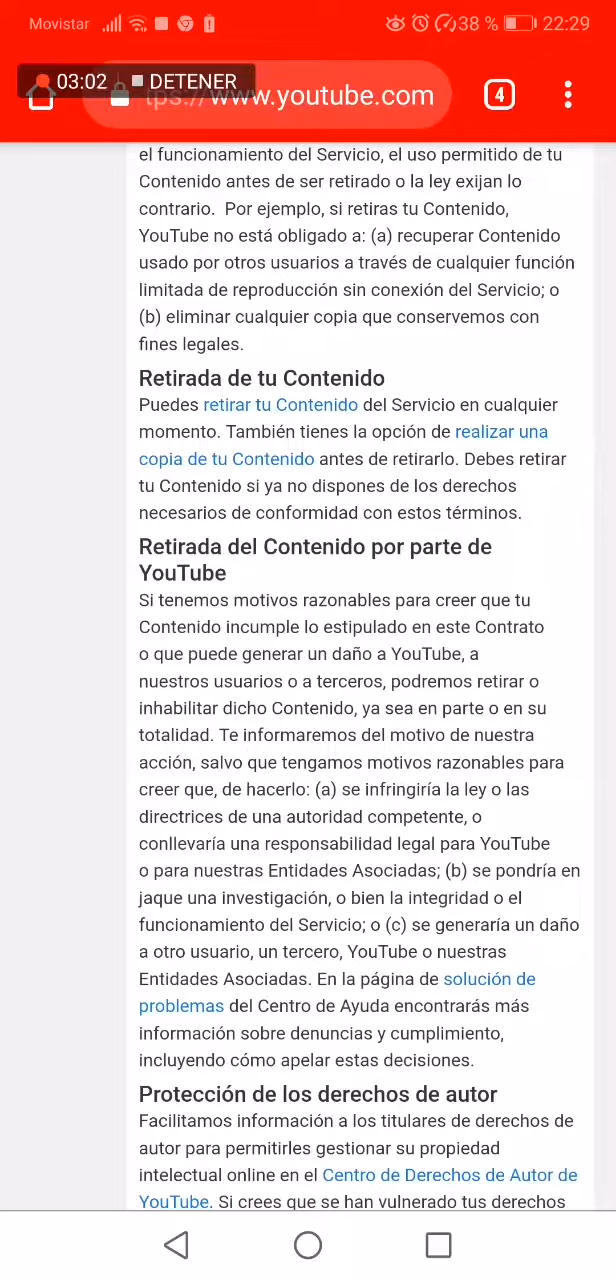 Movistar 38 % 22:29
03:02 DETENER
tps://www.youtube.com 4
el funcionamiento del Servicio, el uso permitido de tu
Contenido antes de ser retirado o la ley exijan lo
contrario.  Por ejemplo, si retiras tu Contenido,
YouTube no está obligado a: (a) recuperar Contenido
usado por otros usuarios a través de cualquier función
limitada de reproducción sin conexión del Servicio; o
(b) eliminar cualquier copia que conservemos con
fines legales.
Retirada de tu Contenido
Puedes retirar tu Contenido del Servicio en cualquier
momento. También tienes la opción de realizar una
copia de tu Contenido antes de retirarlo. Debes retirar
tu Contenido si ya no dispones de los derechos
necesarios de conformidad con estos términos.
Retirada del Contenido por parte de
YouTube
Si tenemos motivos razonables para creer que tu
Contenido incumple lo estipulado en este Contrato
o que puede generar un daño a YouTube, a
nuestros usuarios o a terceros, podremos retirar o
inhabilitar dicho Contenido, ya sea en parte o en su
totalidad. Te informaremos del motivo de nuestra
acción, salvo que tengamos motivos razonables para
creer que, de hacerlo: (a) se infringiría la ley o las
directrices de una autoridad competente, o
conllevaría una responsabilidad legal para YouTube
o para nuestras Entidades Asociadas; (b) se pondría en
jaque una investigación, o bien la integridad o el
funcionamiento del Servicio; o (c) se generaría un daño
a otro usuario, un tercero, YouTube o nuestras
Entidades Asociadas. En la página de solución de
problemas del Centro de Ayuda encontrarás más
información sobre denuncias y cumplimiento,
incluyendo cómo apelar estas decisiones.
Protección de los derechos de autor
Facilitamos información a los titulares de derechos de
autor para permitirles gestionar su propiedad
intelectual online en el Centro de Derechos de Autor de
YouTube. Si crees que se han vulnerado tus derechos